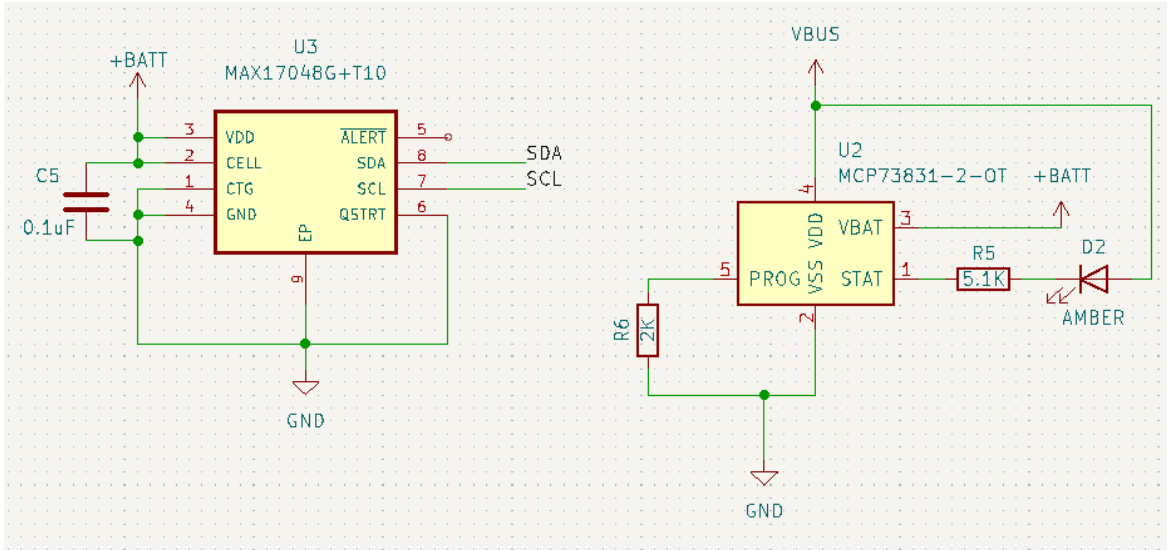 U3
MAX17048G+T10
+BATT
3 VDD
2 CELL
1 CTG
4 GND
ALERT 5
SDA 8
SCL 7
QSTRT 6
EP
9
SDA
SCL
C5
0.1uF
GND
VBUS
U2
MCP73831-2-OT
+BATT
4
VDD
VBAT 3
5 PROG
VSS
STAT 1
2
R5
5.1K
D2
AMBER
R6
2K
GND